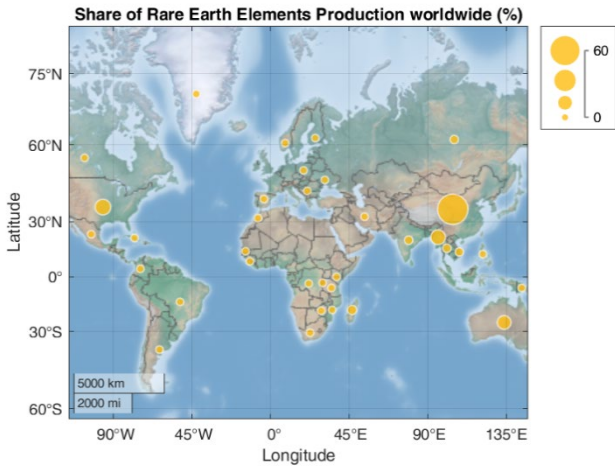 Share of Rare Earth Elements Production worldwide (%)
60
0
75°N
60°N
30°N
0°
30°S
60°S
Latitude
5000 km
2000 mi
90°W
45°W
0°
45°E
90°E
135°E
Longitude